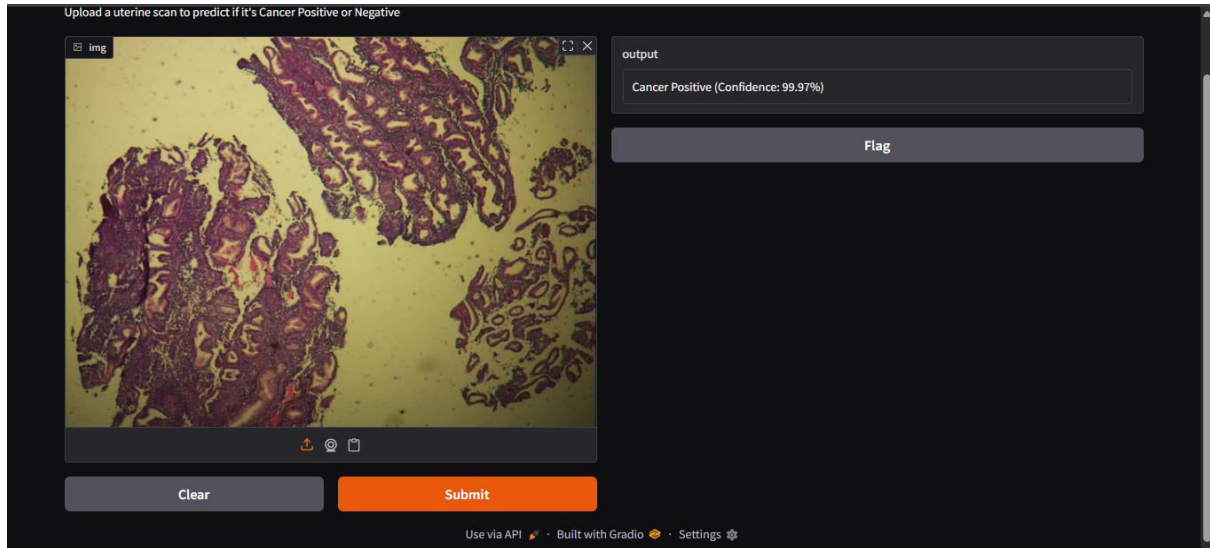 Upload a uterine scan to predict if it's Cancer Positive or Negative
img
output
Cancer Positive (Confidence: 99.97%)
Flag
Clear
Submit
Use via API · Built with Gradio · Settings